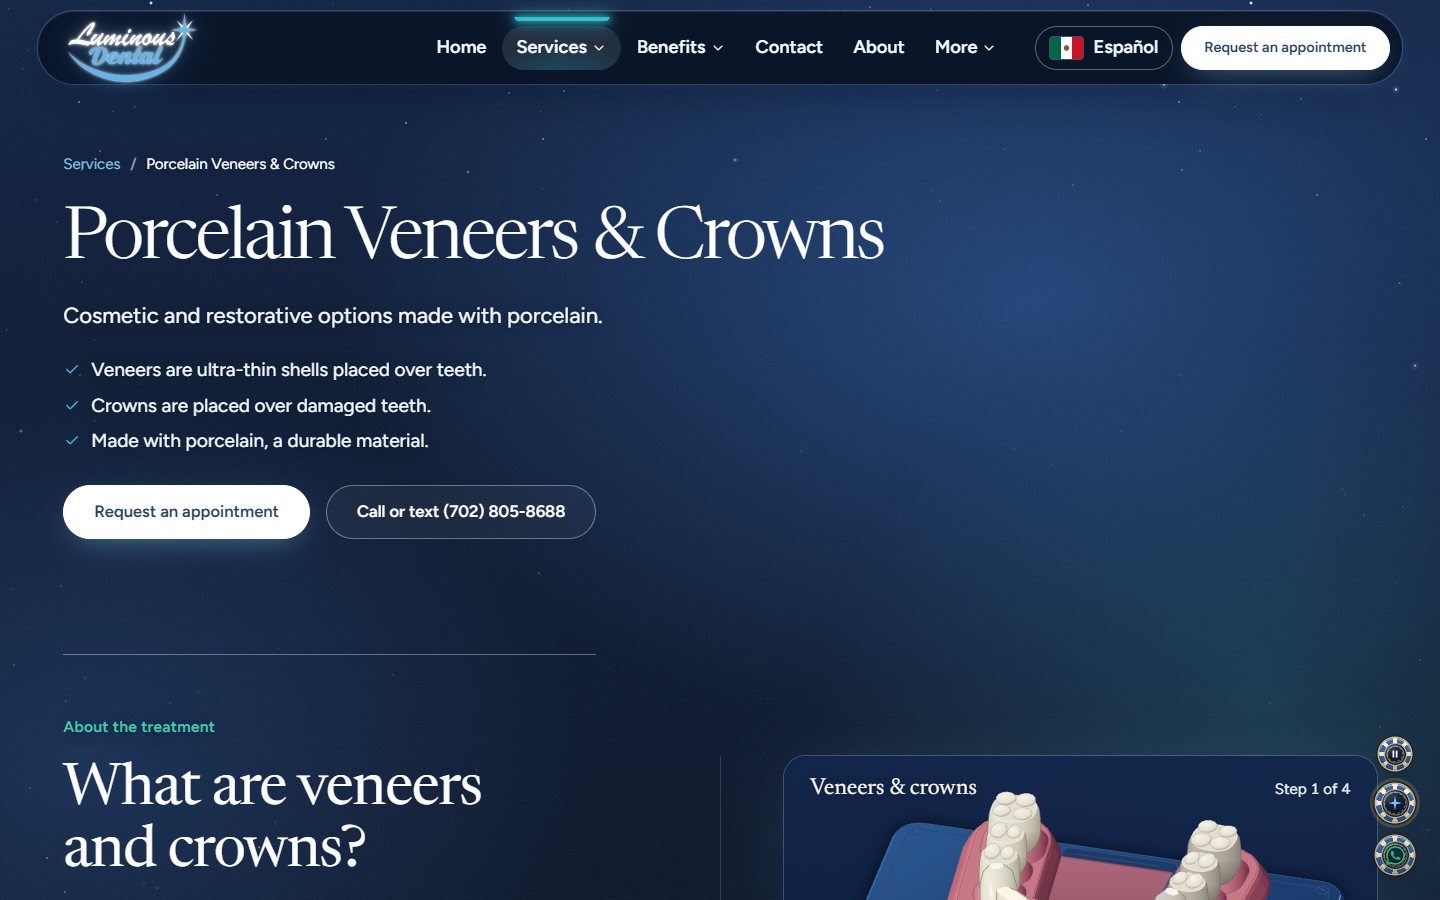 Luminous
Dental
Home
Services
Benefits
Contact
About
More
Español
Request an appointment
Services / Porcelain Veneers & Crowns
Porcelain Veneers & Crowns
Cosmetic and restorative options made with porcelain.
Veneers are ultra-thin shells placed over teeth.
Crowns are placed over damaged teeth.
Made with porcelain, a durable material.
Request an appointment
Call or text (702) 805-8688
About the treatment
What are veneers
and crowns?
Veneers & crowns
Step 1 of 4